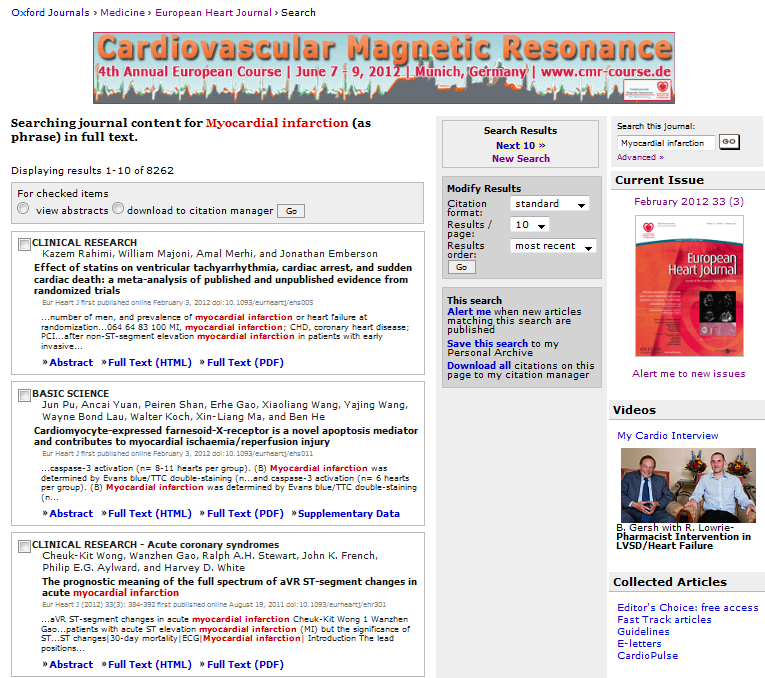 Oxford Journals › Medicine › European Heart Journal › Search
Cardiovascular Magnetic Resonance
4th Annual European Course | June 7 - 9, 2012 | Munich, Germany | www.cmr-course.de
Searching journal content for Myocardial infarction (as
phrase) in full text.
Displaying results 1-10 of 8262
For checked items
view abstracts download to citation manager Go
CLINICAL RESEARCH
Kazem Rahimi, William Majoni, Amal Merhi, and Jonathan Emberson
Effect of statins on ventricular tachyarrhythmia, cardiac arrest, and sudden
cardiac death: a meta-analysis of published and unpublished evidence from
randomized trials
Eur Heart J first published online February 3, 2012 doi:10.1093/eurheartj/ehs005
...number of men, and prevalence of myocardial infarction or heart failure at
randomization...064 64 83 100 MI, myocardial infarction; CHD, coronary heart disease;
PCI...after non-ST-segment elevation myocardial infarction in patients with early
invasive...
»Abstract »Full Text (HTML) »Full Text (PDF)
BASIC SCIENCE
Jun Pu, Ancai Yuan, Peiren Shan, Erhe Gao, Xiaoliang Wang, Yajing Wang,
Wayne Bond Lau, Walter Koch, Xin-Liang Ma, and Ben He
Cardiomyocyte-expressed farnesoid-X-receptor is a novel apoptosis mediator
and contributes to myocardial ischaemia/reperfusion injury
Eur Heart J first published online February 3, 2012 doi:10.1093/eurheartj/ehs011
...caspase-3 activation (n= 8-11 hearts per group). (B) Myocardial infarction was
determined by Evans blue/TTC double-staining (n...and caspase-3 activation (n= 6 hearts
per group). (B) Myocardial infarction was determined by Evans blue/TTC double-staining
(n...
»Abstract »Full Text (HTML) »Full Text (PDF) »Supplementary Data
CLINICAL RESEARCH - Acute coronary syndromes
Cheuk-Kit Wong, Wanzhen Gao, Ralph A.H. Stewart, John K. French,
Philip E.G. Aylward, and Harvey D. White
The prognostic meaning of the full spectrum of aVR ST-segment changes in
acute myocardial infarction
Eur Heart J (2012) 33(3): 384-392 first published online August 19, 2011 doi:10.1093/eurheartj/ehr301
...aVR ST-segment changes in acute myocardial infarction Cheuk-Kit Wong 1 Wanzhen
Gao...patients with acute ST elevation myocardial infarction (MI) but the significance of
ST...ST changes|30-day mortality|ECG|Myocardial infarction| Introduction The lead
positions...
»Abstract »Full Text (HTML) »Full Text (PDF)
Search Results
Next 10 »
New Search
Modify Results
Citation
format: standard
Results /
page: 10
Results
order: most recent
Go
This search
Alert me when new articles
matching this search are
published
Save this search to my
Personal Archive
Download all citations on this
page to my citation manager
Search this journal:
Myocardial infarction GO
Advanced »
Current Issue
February 2012 33 (3)
European
Heart Journal
Alert me to new issues
Videos
My Cardio Interview
B. Gersh with R. Lowrie-
Pharmacist Intervention in
LVSD/Heart Failure
Collected Articles
Editor's Choice: free access
Fast Track articles
Guidelines
E-letters
CardioPulse